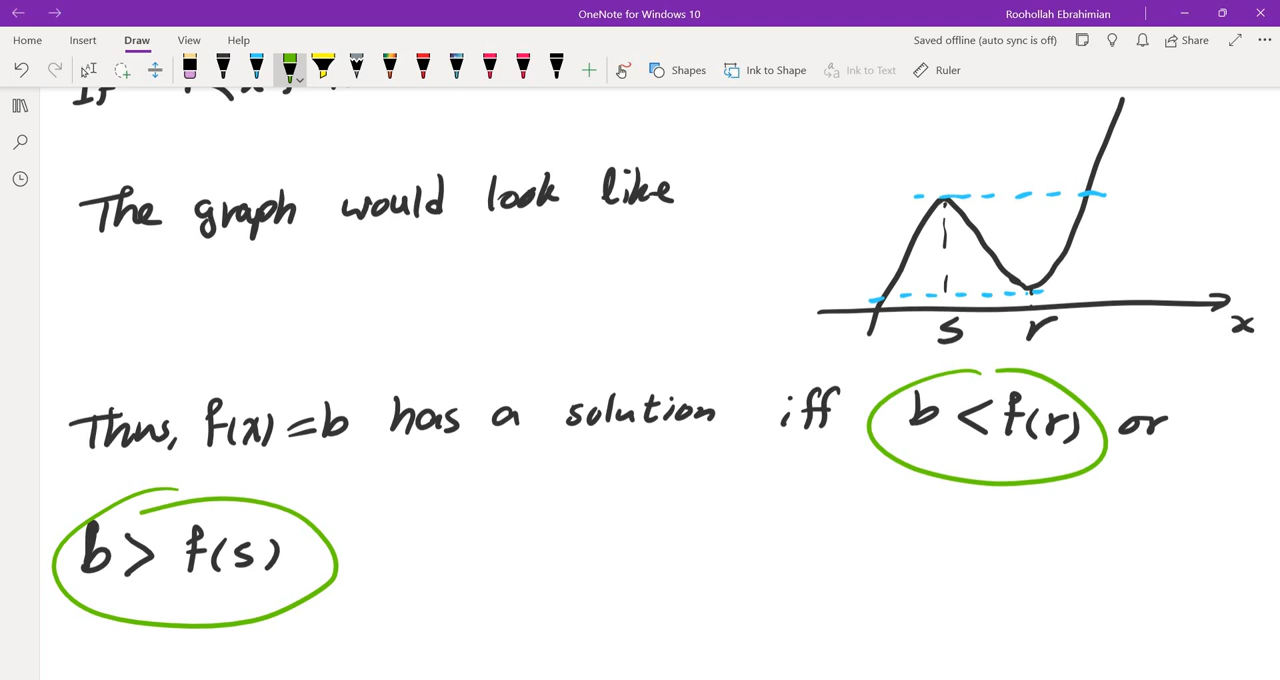 OneNote for Windows 10
Roohollah Ebrahimian
Home Insert Draw View Help
Saved offline (auto sync is off) Share
Shapes Ink to Shape Ink to Text Ruler
If
The graph would look like
s r x
Thus, f(x)=b has a solution iff b < f(r) or
b > f(s)